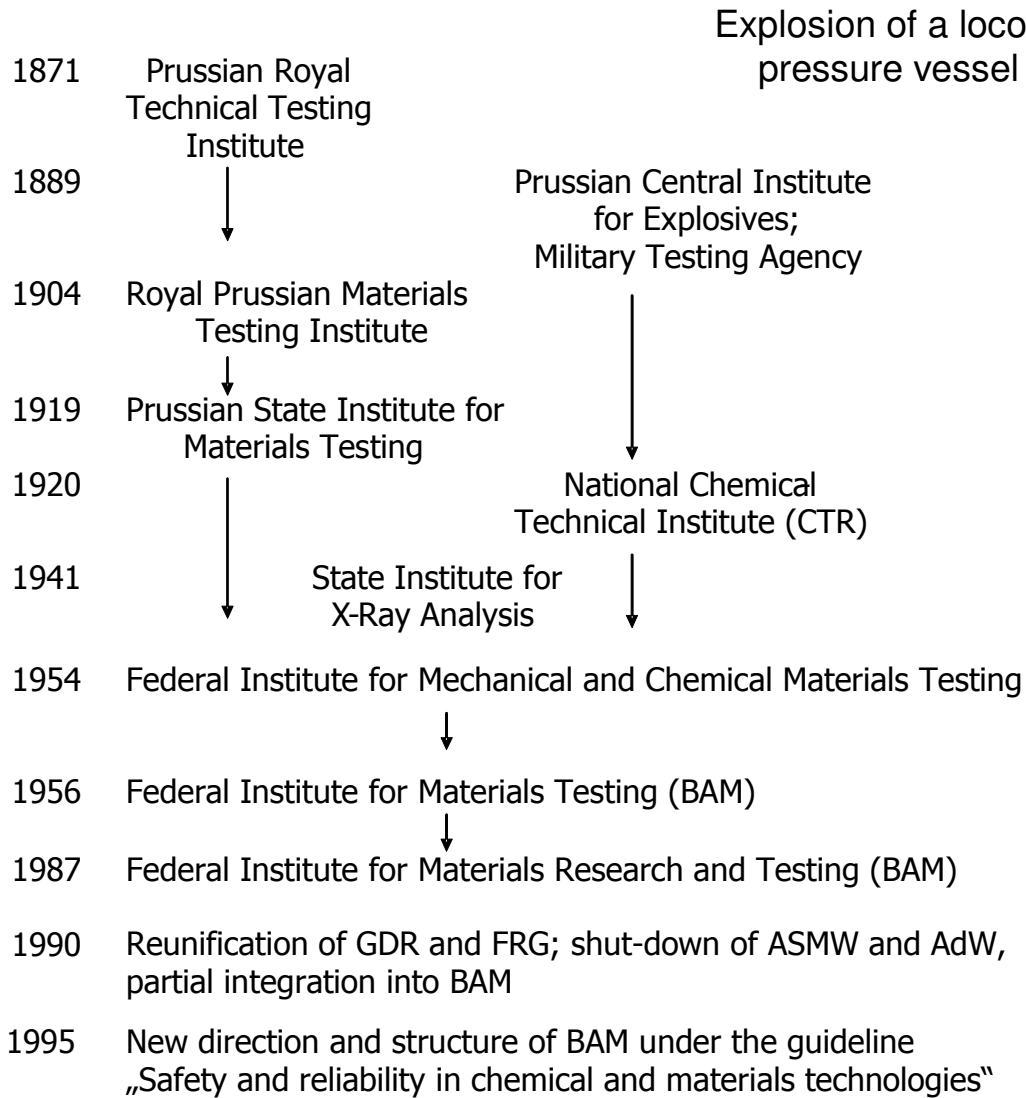 Explosion of a loco
pressure vessel
1871 Prussian Royal
Technical Testing
Institute
1889 Prussian Central Institute
for Explosives;
Military Testing Agency
1904 Royal Prussian Materials
Testing Institute
1919 Prussian State Institute for
Materials Testing
1920 National Chemical-
Technical Institute (CTR)
1941 State Institute for
X-Ray Analysis
1954 Federal Institute for Mechanical and Chemical Materials Testing
1956 Federal Institute for Materials Testing (BAM)
1987 Federal Institute for Materials Research and Testing (BAM)
1990 Reunification of GDR and FRG; shut-down of ASMW and AdW,
partial integration into BAM
1995 New direction and structure of BAM under the guideline
„Safety and reliability in chemical and materials technologies“